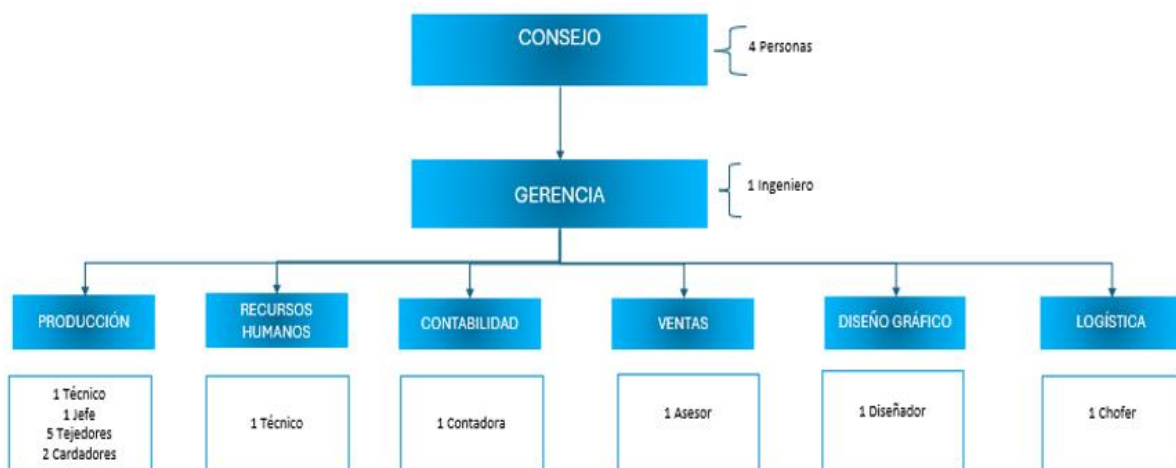 CONSEJO
4 Personas
GERENCIA
1 Ingeniero
PRODUCCIÓN
RECURSOS
HUMANOS
CONTABILIDAD
VENTAS
DISEÑO GRÁFICO
LOGÍSTICA
1 Técnico
1 Jefe
5 Tejedores
2 Cardadores
1 Técnico
1 Contadora
1 Asesor
1 Diseñador
1 Chofer